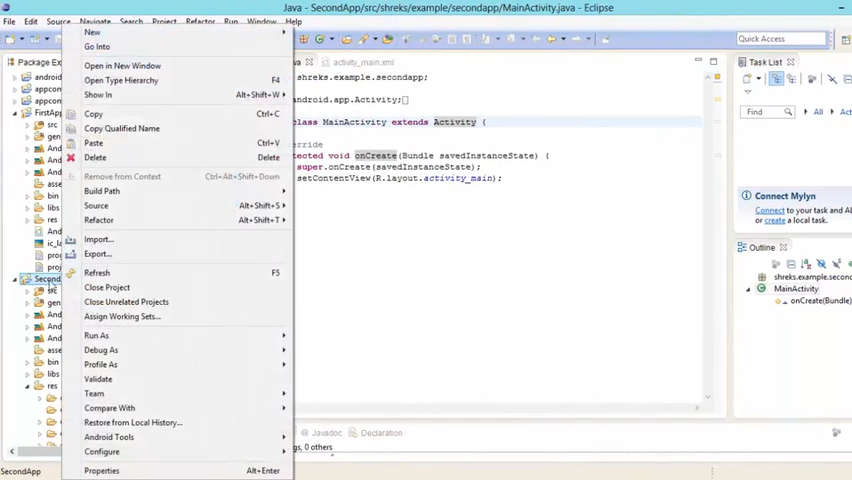 Java - SecondApp/src/shreks/example/secondapp/MainActivity.java - Eclipse
File Edit Source Navigate Search Project Refactor Run Window Help
Quick Access
Package Ex
android
appcom
appcom
FirstApp
src
gen
And
And
And
asse
bin
libs
res
And
ic_la
proj
Second
src
gen
And
And
And
asse
bin
libs
res
SecondApp
New
Go Into
Open in New Window
Open Type Hierarchy F4
Show In Alt+Shift+W
Copy Ctrl+C
Copy Qualified Name
Paste Ctrl+V
Delete Delete
Remove from Context Ctrl+Alt+Shift+Down
Build Path
Source Alt+Shift+S
Refactor Alt+Shift+T
Import...
Export...
Refresh F5
Close Project
Close Unrelated Projects
Assign Working Sets...
Run As
Debug As
Profile As
Validate
Team
Compare With
Restore from Local History...
Android Tools
Configure
Properties Alt+Enter
va
activity_main.xml
shreks.example.secondapp;
android.app.Activity;
class MainActivity extends Activity {
rride
tected void onCreate(Bundle savedInstanceState) {
super.onCreate(savedInstanceState);
setContentView(R.layout.activity_main);
Javadoc Declaration
gs, 0 others
Task List
Find All Acti
Connect Mylyn
Connect to your task and A
or create a local task.
Outline
shreks.example.secondap
MainActivity
onCreate(Bundle)